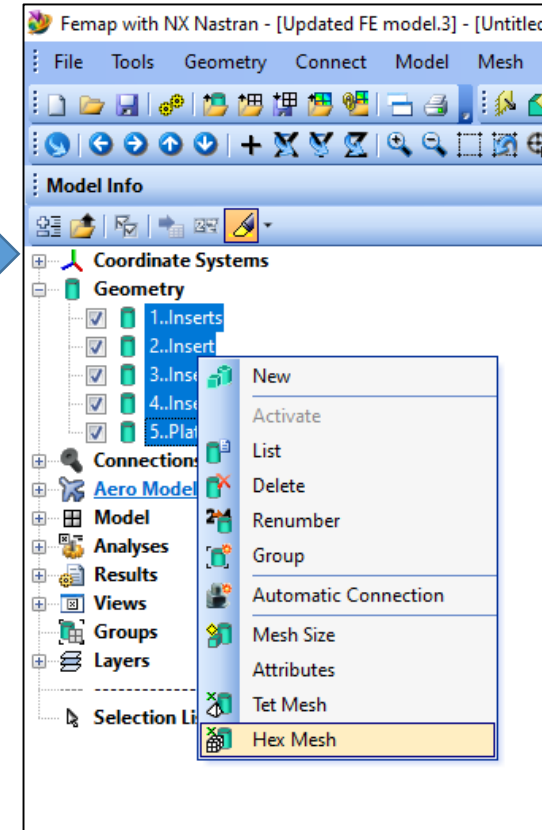 Femap with NX Nastran - [Updated FE model.3] - [Untitled
File Tools Geometry Connect Model Mesh
Model Info
Coordinate Systems
Geometry
1..Inserts
2..Insert
3..Inse
4..Inse
5..Plat
Connections
Aero Model
Model
Analyses
Results
Views
Groups
Layers
Selection Li
New
Activate
List
Delete
Renumber
Group
Automatic Connection
Mesh Size
Attributes
Tet Mesh
Hex Mesh